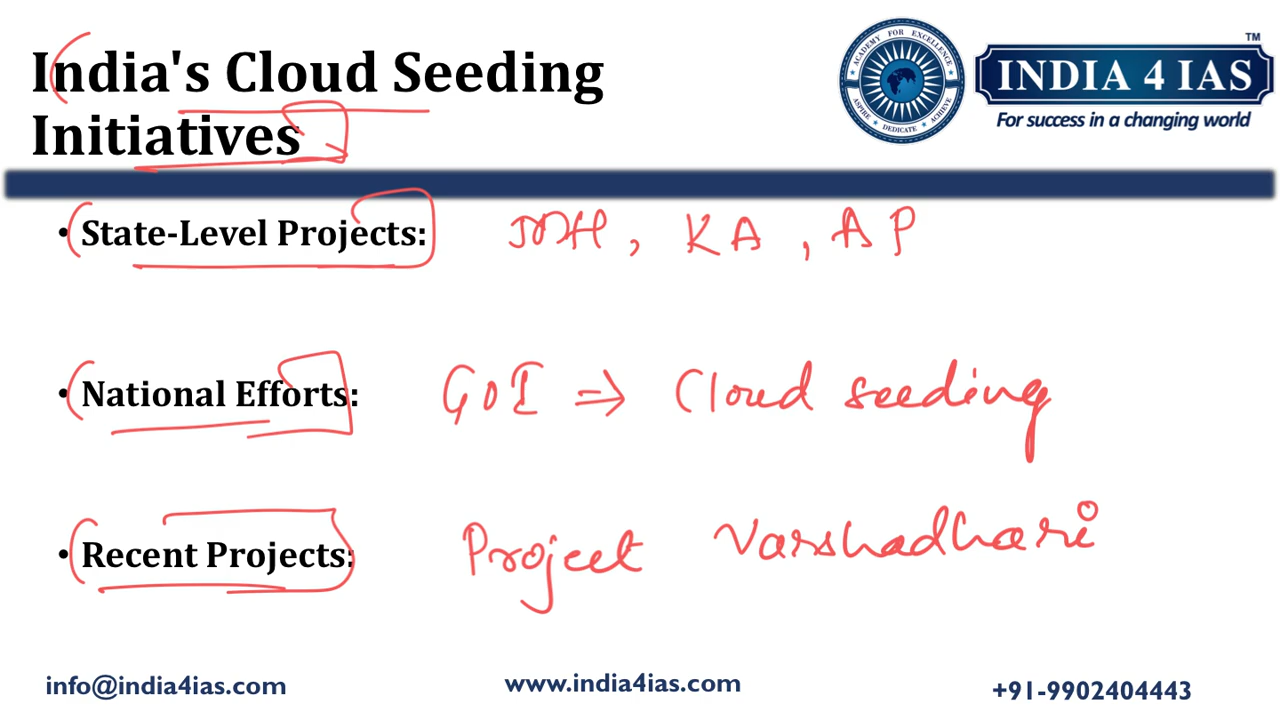 India's Cloud Seeding
Initiatives
ACADEMY FOR EXCELLENCE
ASPIRE DEDICATE ACHIEVE
INDIA 4 IAS
TM
For success in a changing world
• State-Level Projects: MH, KA, AP
• National Efforts: GOI ⇒ Cloud seeding
• Recent Projects: Project Varshadhari
info@india4ias.com
www.india4ias.com
+91-9902404443